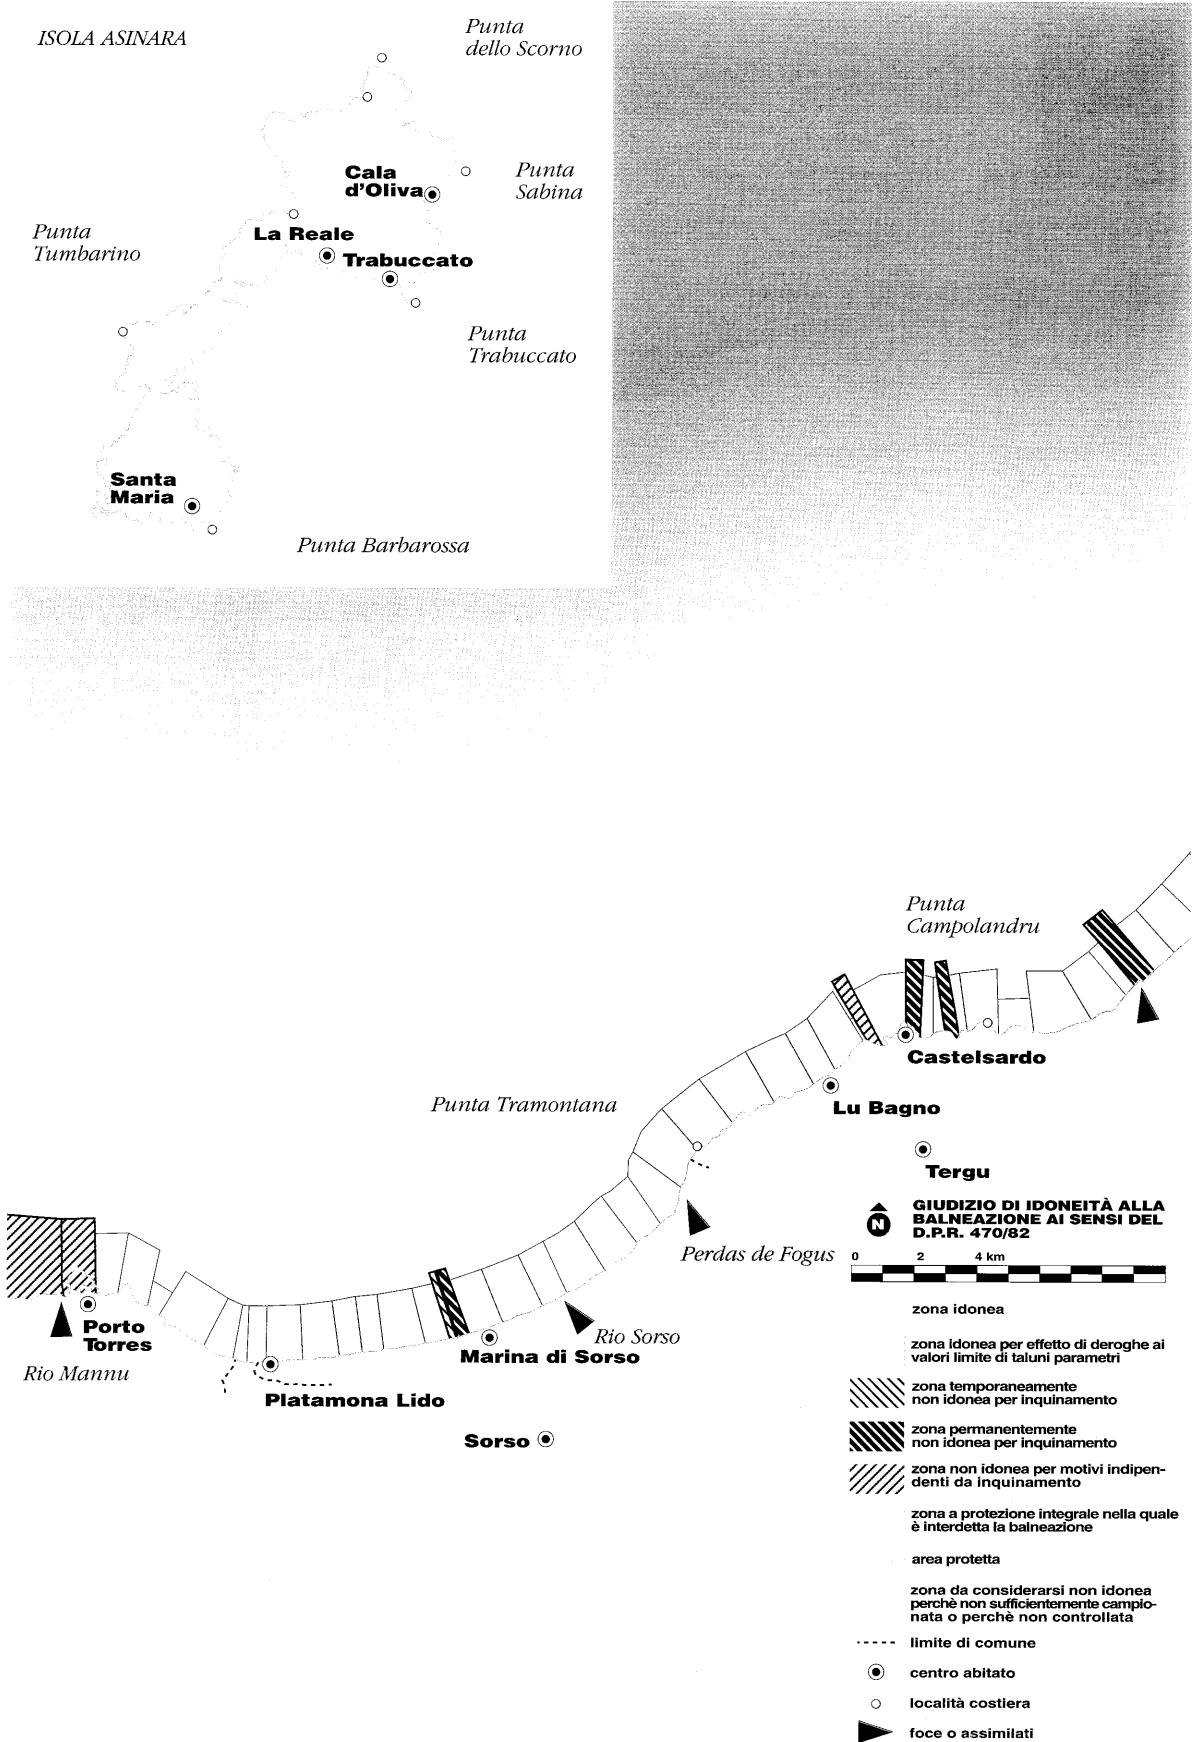 ISOLA ASINARA
Punta
dello Scorno
Cala
d'Oliva
Punta
Sabina
Punta
Tumbarino
La Reale
Trabuccato
Punta
Trabuccato
Santa
Maria
Punta Barbarossa
Punta
Campolandru
Castelsardo
Punta Tramontana
Lu Bagno
Tergu
Perdas de Fogus
Porto
Torres
Rio Mannu
Rio Sorso
Marina di Sorso
Platamona Lido
Sorso
N
GIUDIZIO DI IDONEITÀ ALLA
BALNEAZIONE AI SENSI DEL
D.P.R. 470/82
0 2 4 km
zona idonea
zona idonea per effetto di deroghe ai
valori limite di taluni parametri
zona temporaneamente
non idonea per inquinamento
zona permanentemente
non idonea per inquinamento
zona non idonea per motivi indipen-
denti da inquinamento
zona a protezione integrale nella quale
è interdetta la balneazione
area protetta
zona da considerarsi non idonea
perchè non sufficientemente campio-
nata o perchè non controllata
limite di comune
centro abitato
località costiera
foce o assimilati